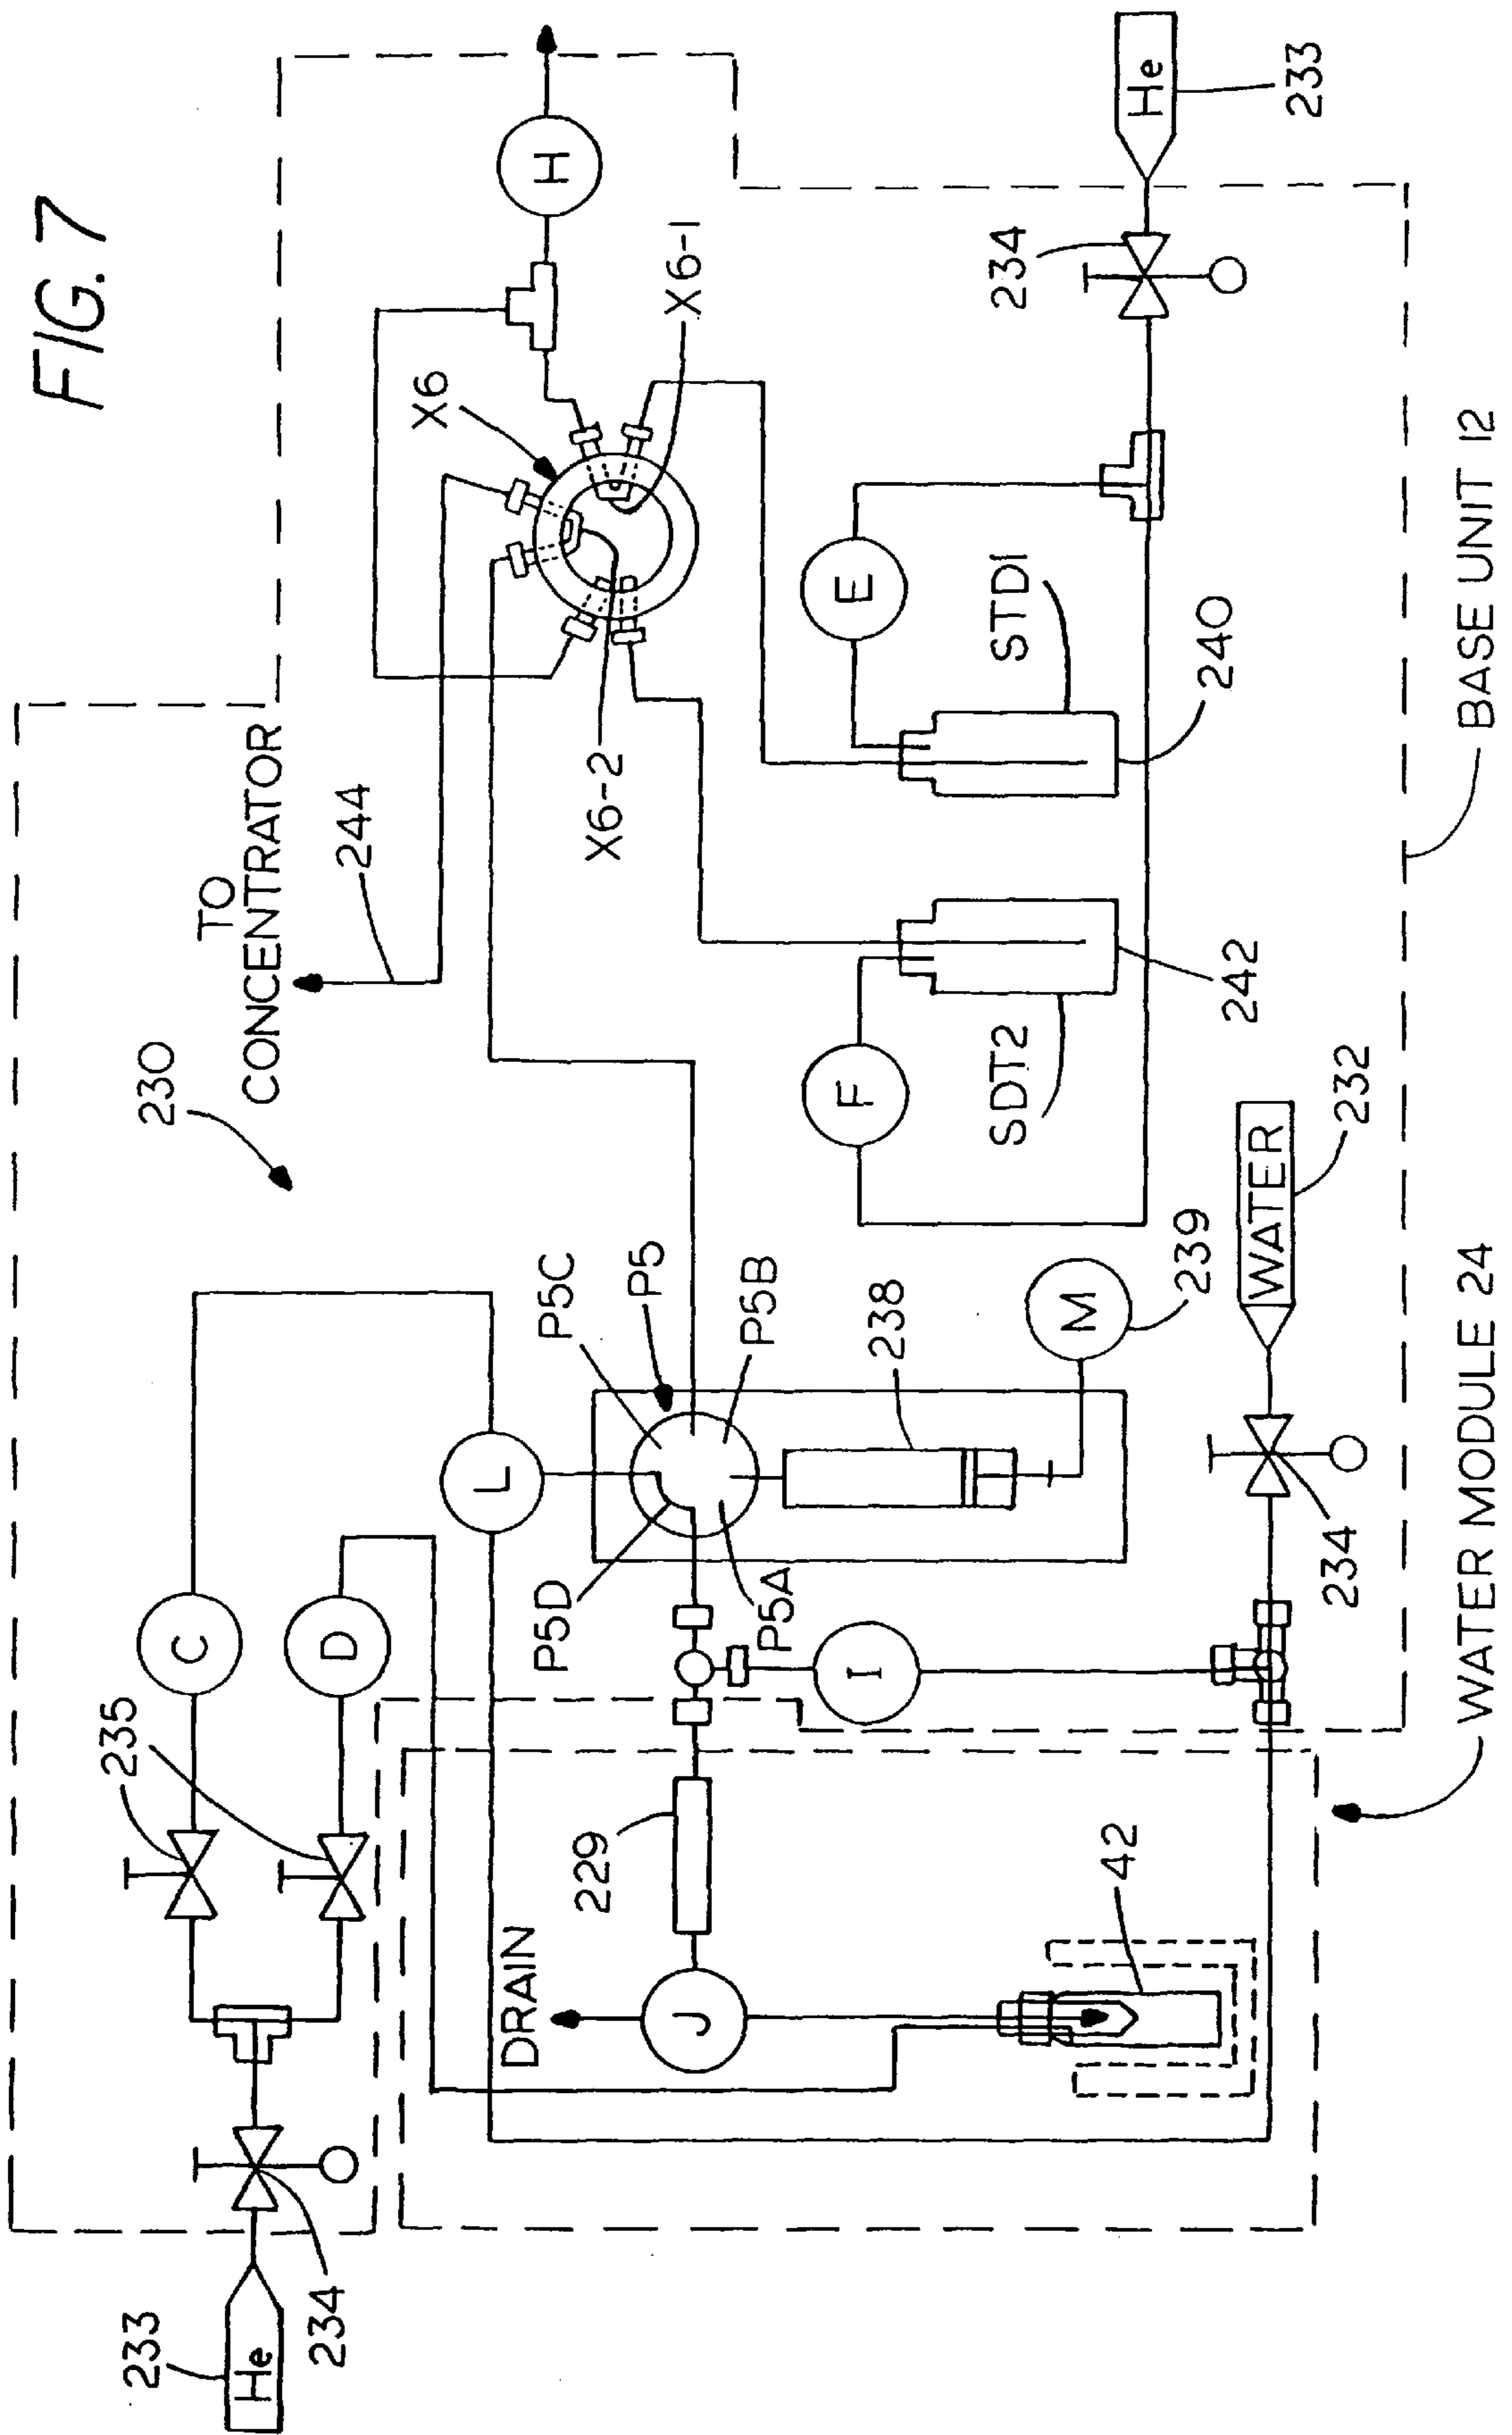 FIG. 7
233
He
234
235
C
D
230
TO
CONCENTRATOR
244
X6
H
X6-1
X6-2
L
P5C
P5
P5D
P5A
P5B
238
M
239
DRAIN
J
229
I
42
F
SDT2
242
E
STD1
240
234
He
233
WATER
232
234
WATER MODULE 24
BASE UNIT 12